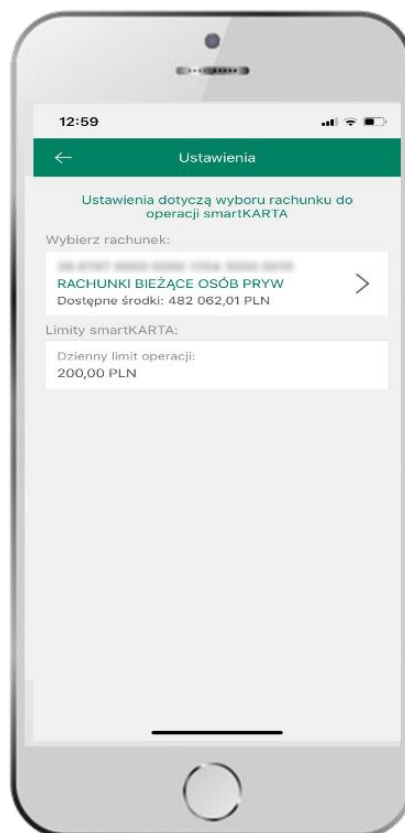 12:59
Ustawienia
Ustawienia dotyczą wyboru rachunku do
operacji smartKARTA
Wybierz rachunek:
RACHUNKI BIEŻĄCE OSÓB PRYW
Dostępne środki: 482 062,01 PLN
Limity smartKARTA:
Dzienny limit operacji:
200,00 PLN